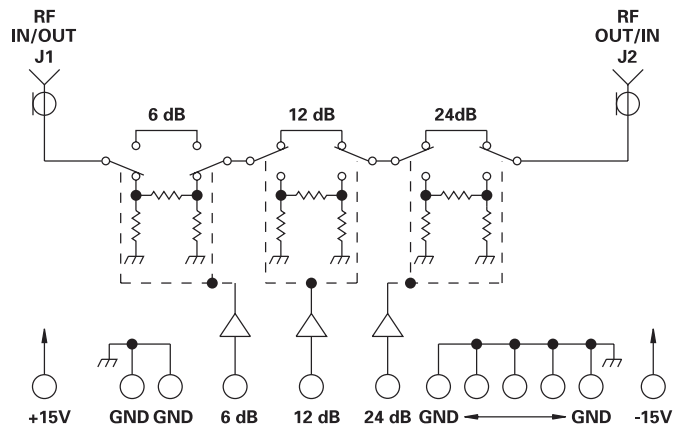 RF
IN/OUT
J1
RF
OUT/IN
J2
6 dB
12 dB
24dB
+15V
GND GND
6 dB
12 dB
24 dB
GND
GND
-15V